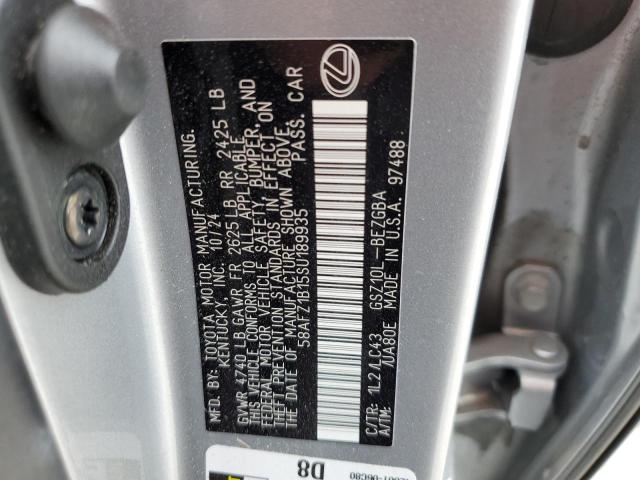 MFD. BY: TOYOTA MOTOR MANUFACTURING.
KENTUCKY, INC. 10/24
GVWR 4740 LB GAWR FR 2625 LB RR 2425 LB
THIS VEHICLE CONFORMS TO ALL APPLICABLE
FEDERAL MOTOR VEHICLE SAFETY, BUMPER, AND
THEFT PREVENTION STANDARDS IN EFFECT ON
THE DATE OF MANUFACTURE SHOWN ABOVE.
58AFZ1B15SU189935 PASS. CAR
C/TR: 1L2/LC43 GSZ10L-BEZGBA
A/TM: /UA80E MADE IN U.S.A. 97488
D8